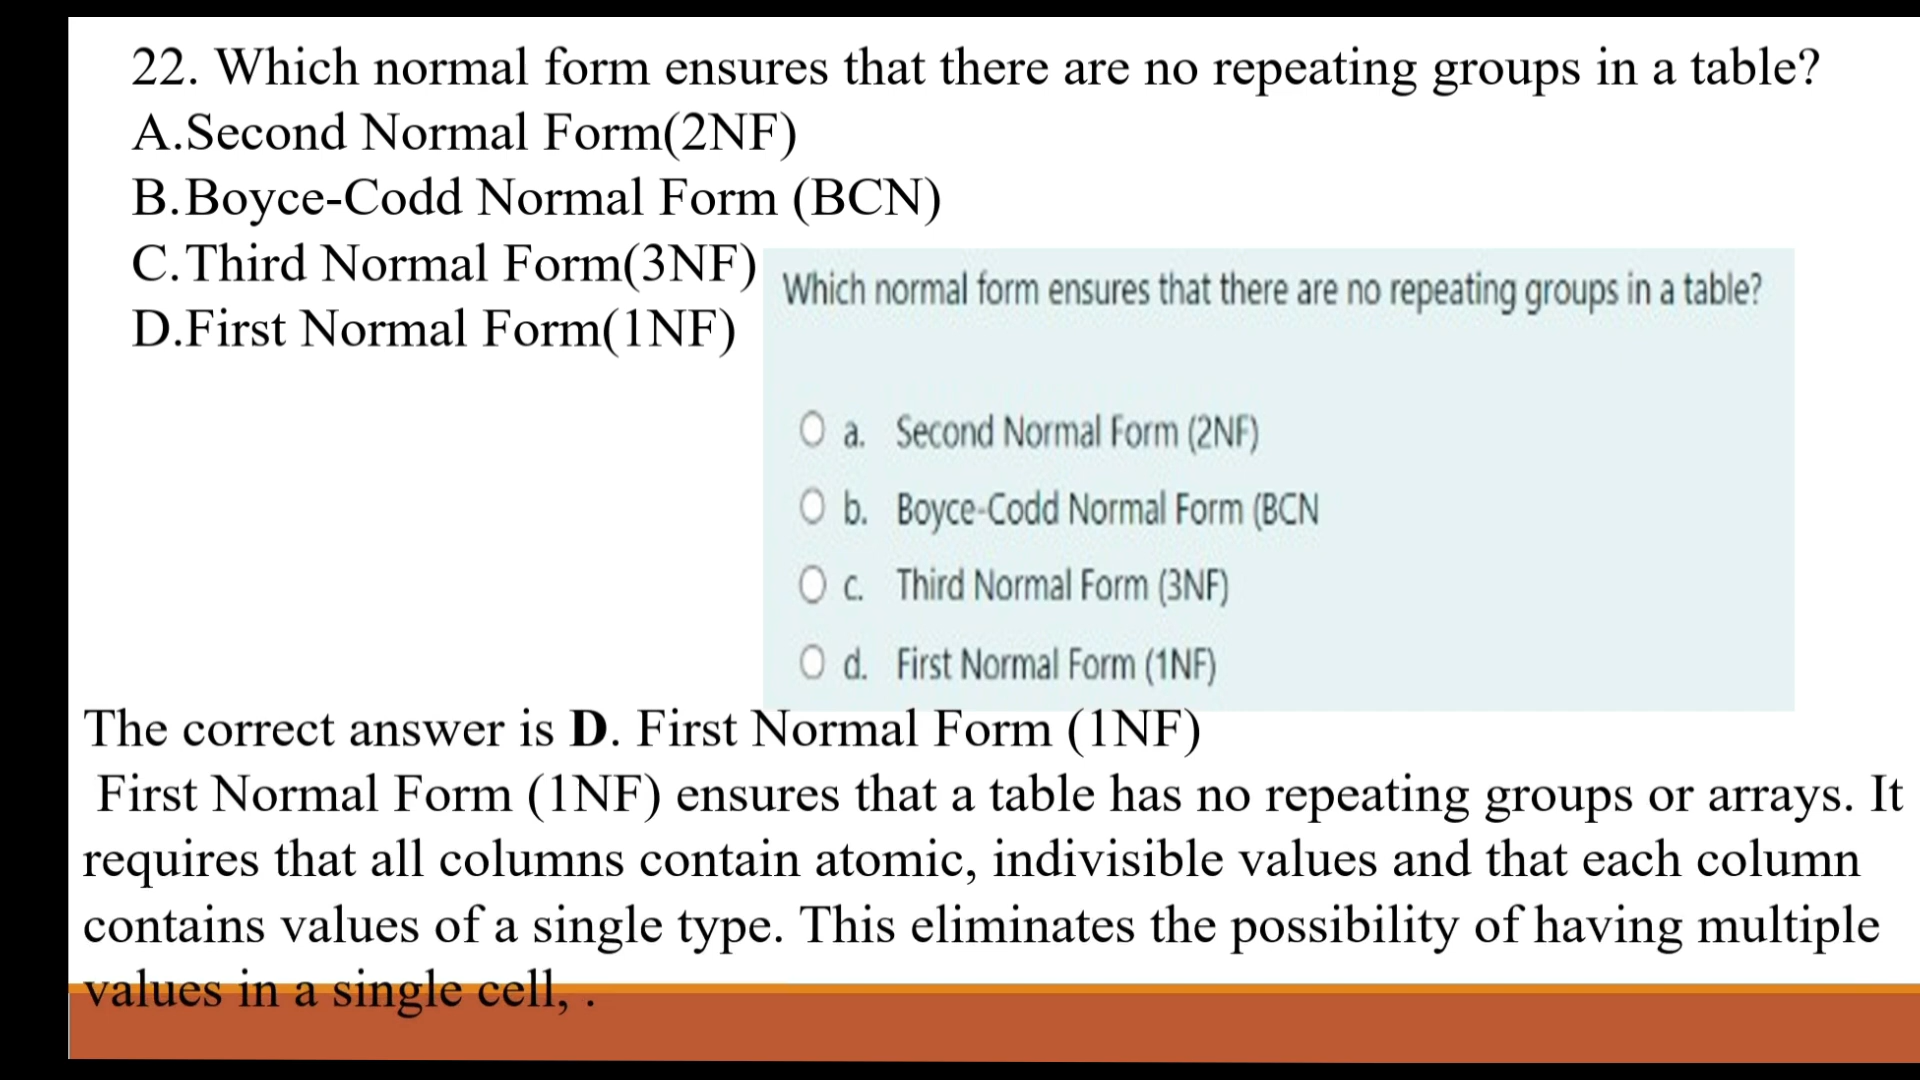 22. Which normal form ensures that there are no repeating groups in a table?
A.Second Normal Form(2NF)
B.Boyce-Codd Normal Form (BCN)
C.Third Normal Form(3NF)
D.First Normal Form(1NF)
Which normal form ensures that there are no repeating groups in a table?
a. Second Normal Form (2NF)
b. Boyce-Codd Normal Form (BCN
c. Third Normal Form (3NF)
d. First Normal Form (1NF)
The correct answer is D. First Normal Form (1NF)
First Normal Form (1NF) ensures that a table has no repeating groups or arrays. It
requires that all columns contain atomic, indivisible values and that each column
contains values of a single type. This eliminates the possibility of having multiple
values in a single cell, .